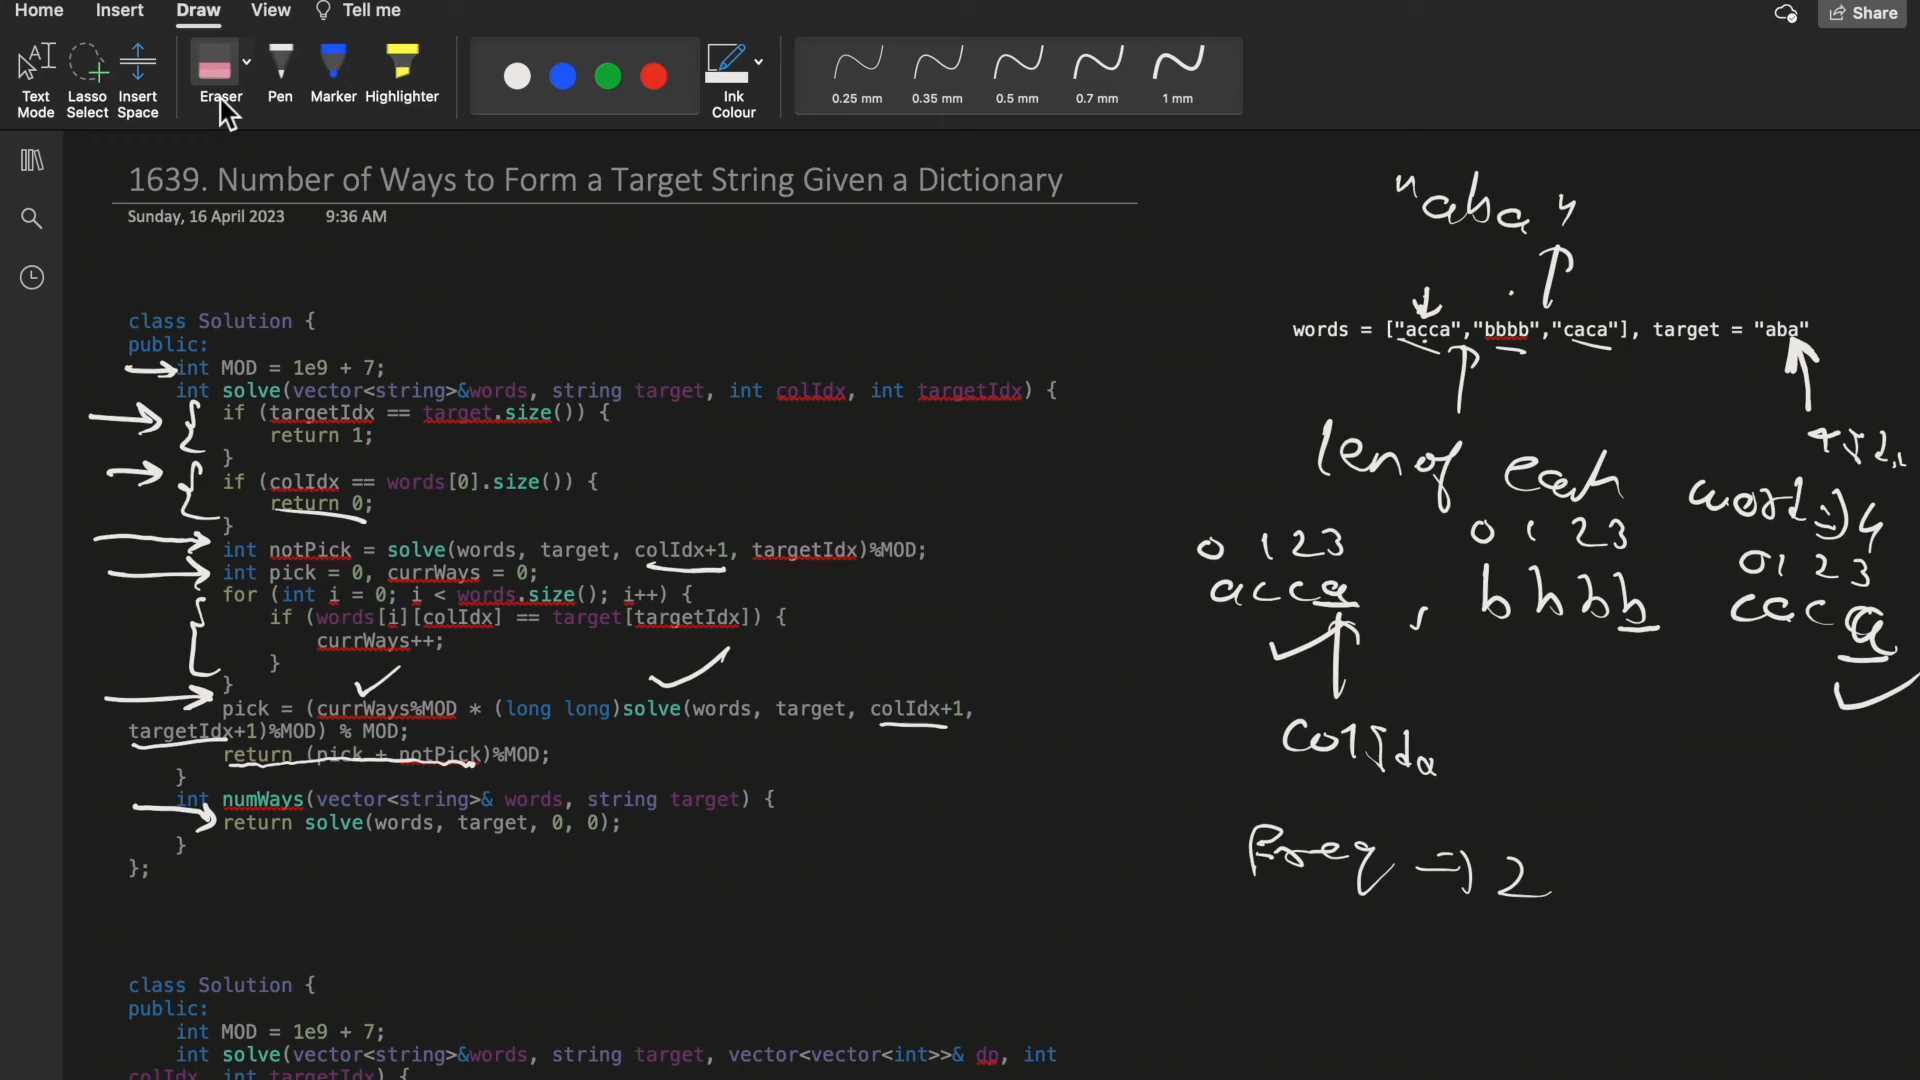 Home Insert Draw View Tell me Share
Text Mode
Lasso Select
Insert Space
Eraser
Pen
Marker
Highlighter
Ink Colour
0.25 mm 0.35 mm 0.5 mm 0.7 mm 1 mm
1639. Number of Ways to Form a Target String Given a Dictionary
Sunday, 16 April 2023 9:36 AM
class Solution {
public:
int MOD = 1e9 + 7;
int solve(vector<string>&words, string target, int colIdx, int targetIdx) {
if (targetIdx == target.size()) {
return 1;
}
if (colIdx == words[0].size()) {
return 0;
}
int notPick = solve(words, target, colIdx+1, targetIdx)%MOD;
int pick = 0, currWays = 0;
for (int i = 0; i < words.size(); i++) {
if (words[i][colIdx] == target[targetIdx]) {
currWays++;
}
}
pick = (currWays%MOD * (long long)solve(words, target, colIdx+1,
targetIdx+1)%MOD) % MOD;
return (pick + notPick)%MOD;
}
int numWays(vector<string>& words, string target) {
return solve(words, target, 0, 0);
}
};
class Solution {
public:
int MOD = 1e9 + 7;
int solve(vector<string>&words, string target, vector<vector<int>>& dp, int
colIdx, int targetIdx) {
"aba"
words = ["acca","bbbb","caca"], target = "aba"
len of each word => 4
0 1 2 3 0 1 2 3 0 1 2 3
acca , bbbb caca
colIdx
Freq => 2